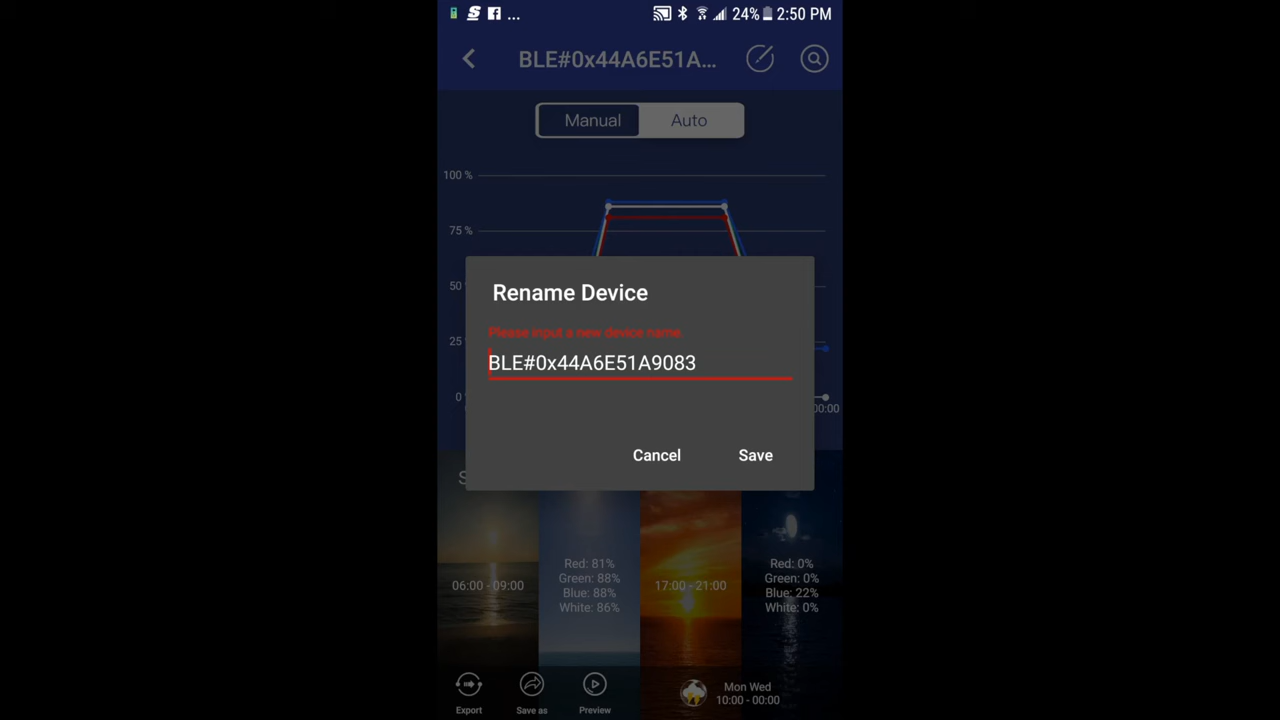 ... 24% 2:50 PM
BLE#0x44A6E51A...
Manual Auto
100 %
75 %
50
25
0
00:00
Rename Device
Please input a new device name.
BLE#0x44A6E51A9083
Cancel Save
S
06:00 - 09:00
Red: 81%
Green: 88%
Blue: 88%
White: 86%
17:00 - 21:00
Red: 0%
Green: 0%
Blue: 22%
White: 0%
Export Save as Preview
Mon Wed
10:00 - 00:00